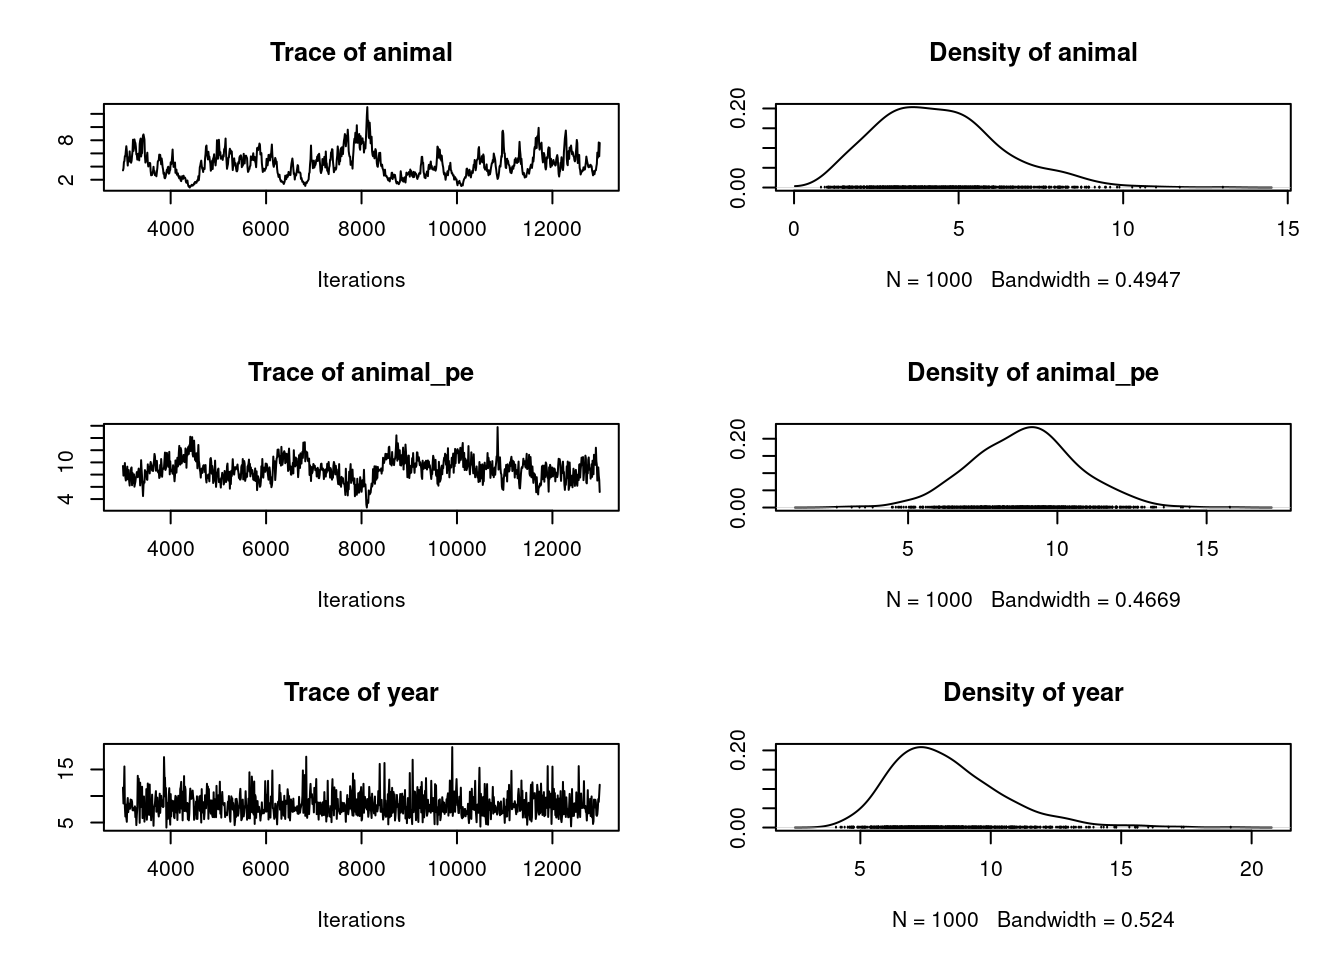 Trace of animal
2 8
4000 6000 8000 10000 12000
Iterations
Density of animal
0.00 0.20
0 5 10 15
N = 1000 Bandwidth = 0.4947
Trace of animal_pe
4 10
4000 6000 8000 10000 12000
Iterations
Density of animal_pe
0.00 0.20
5 10 15
N = 1000 Bandwidth = 0.4669
Trace of year
5 15
4000 6000 8000 10000 12000
Iterations
Density of year
0.00 0.20
5 10 15 20
N = 1000 Bandwidth = 0.524